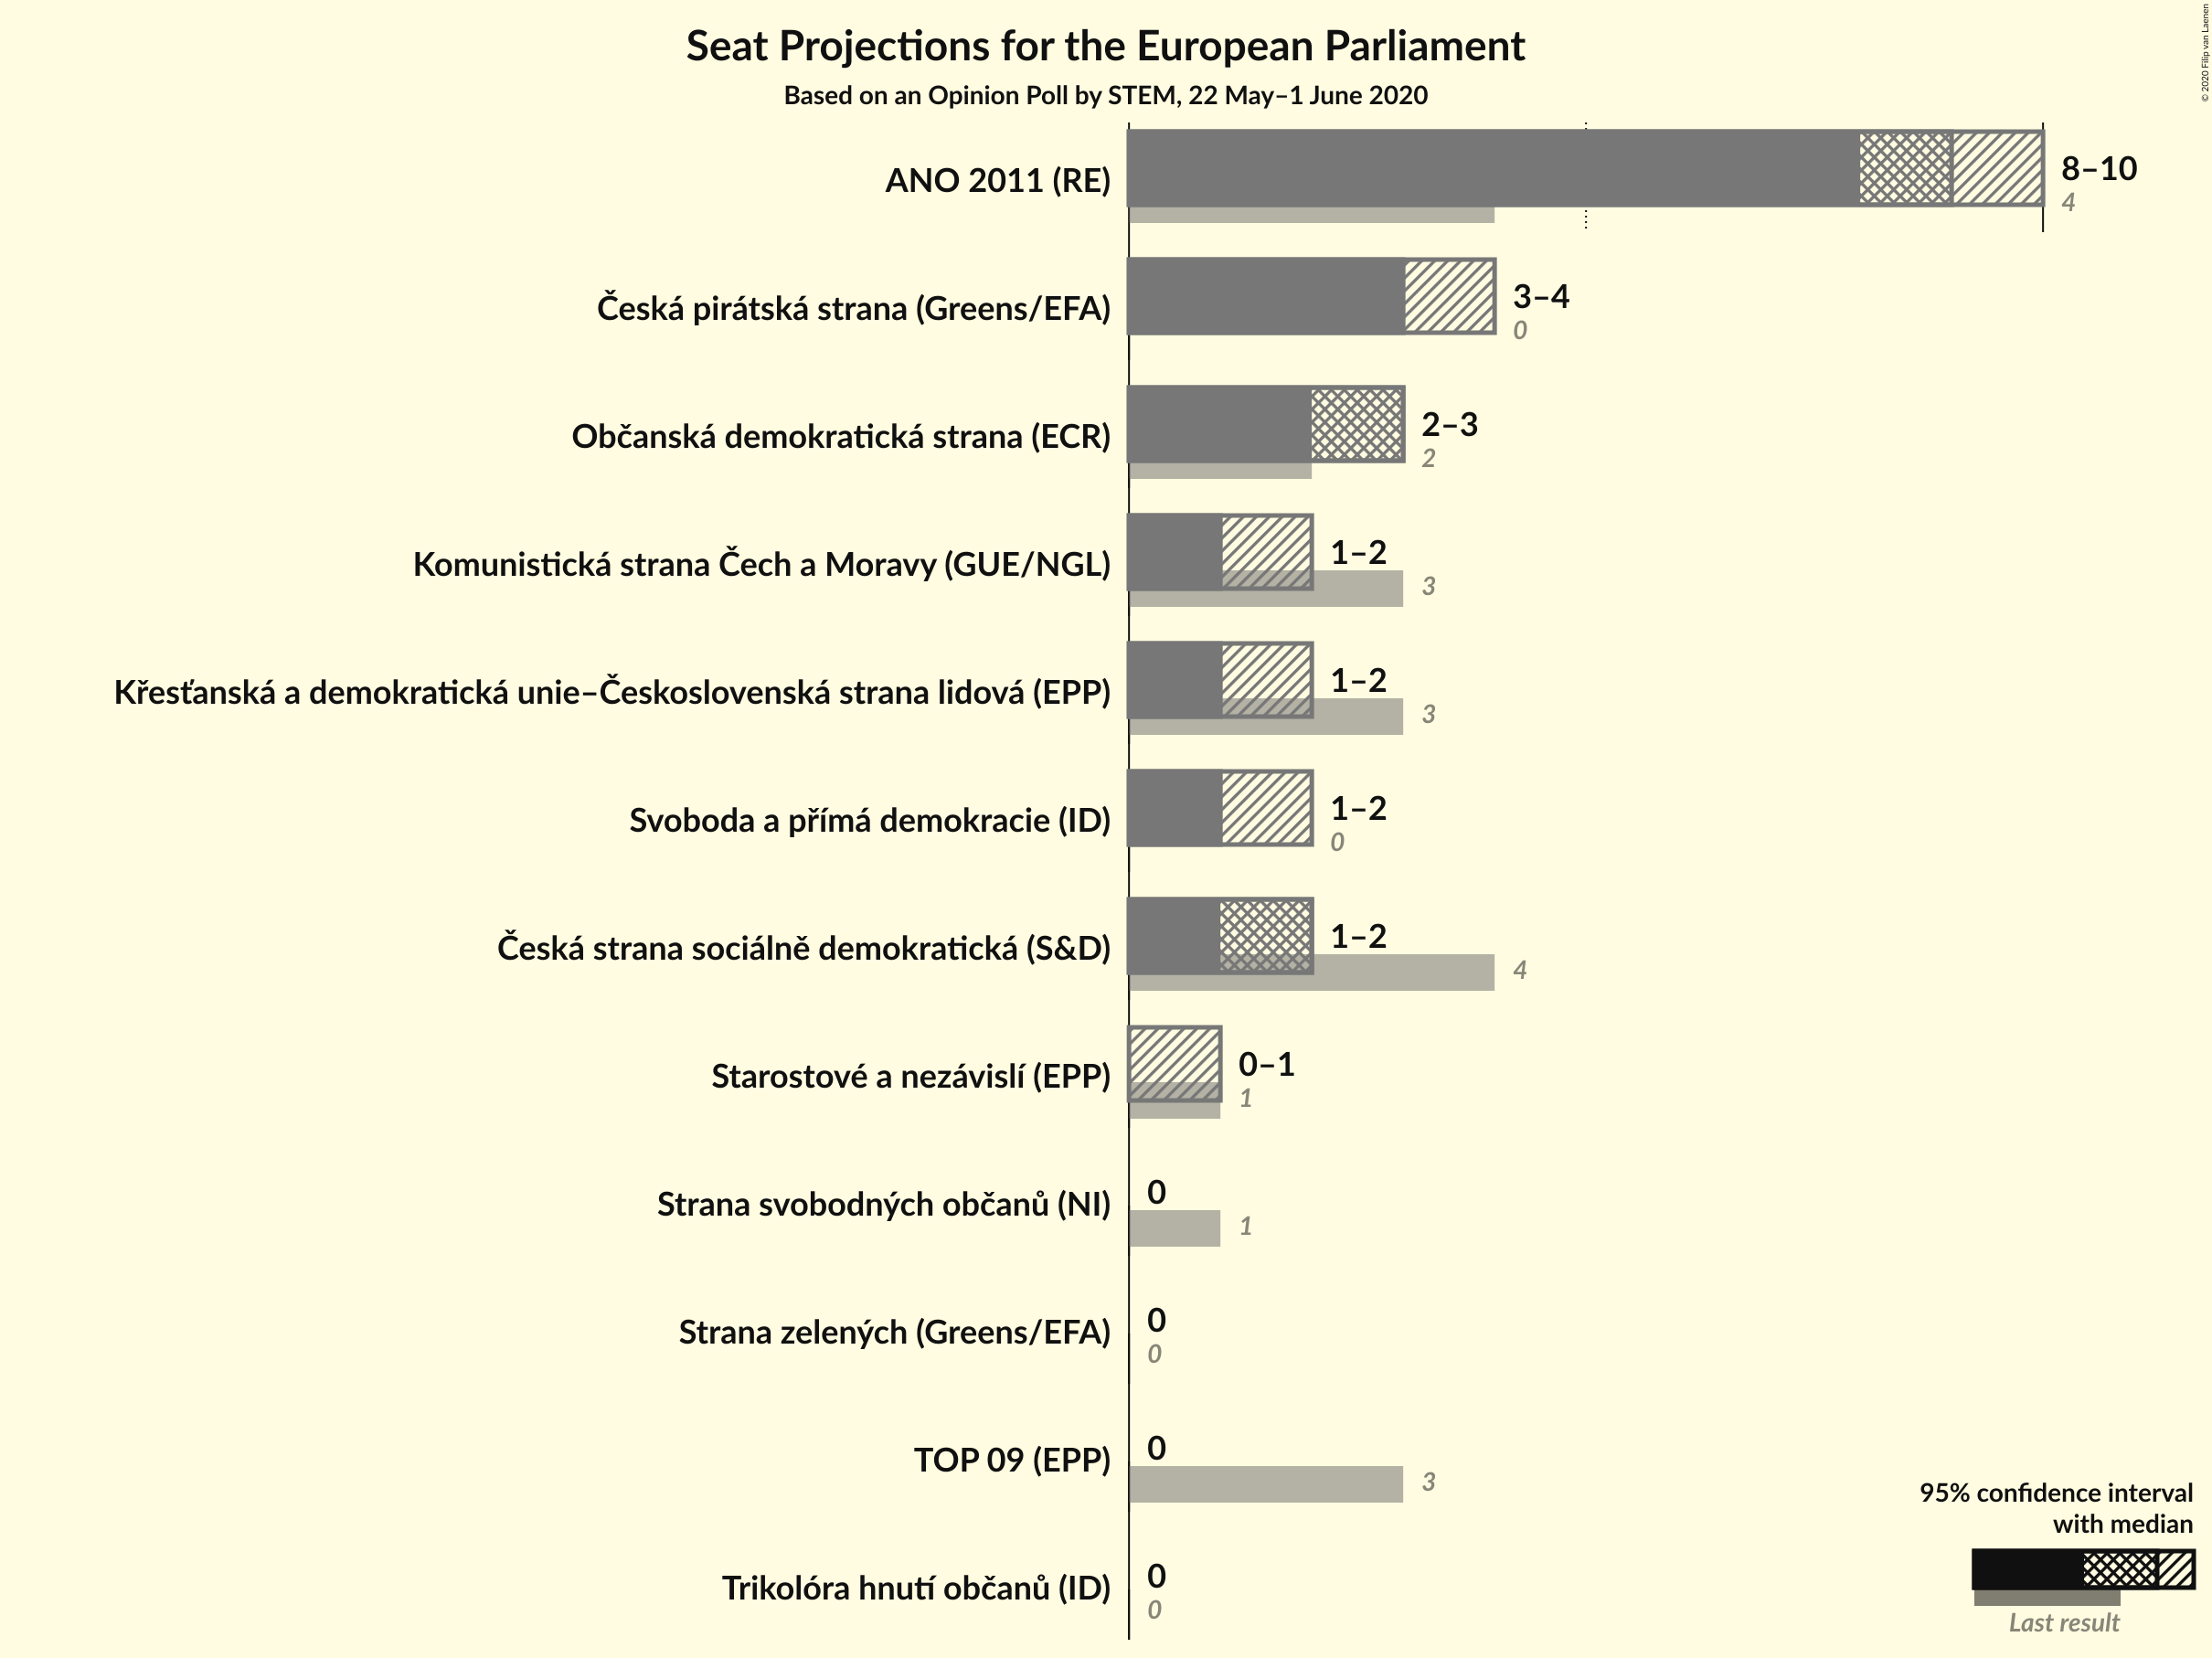 Seat Projections for the European Parliament
Based on an Opinion Poll by STEM, 22 May–1 June 2020
© 2020 Filip van Laenen
ANO 2011 (RE)
8–10
4
Česká pirátská strana (Greens/EFA)
3–4
0
Občanská demokratická strana (ECR)
2–3
2
Komunistická strana Čech a Moravy (GUE/NGL)
1–2
3
Křesťanská a demokratická unie–Československá strana lidová (EPP)
1–2
3
Svoboda a přímá demokracie (ID)
1–2
0
Česká strana sociálně demokratická (S&D)
1–2
4
Starostové a nezávislí (EPP)
0–1
1
Strana svobodných občanů (NI)
0
1
Strana zelených (Greens/EFA)
0
0
TOP 09 (EPP)
0
3
Trikolóra hnutí občanů (ID)
0
0
95% confidence interval
with median
Last result